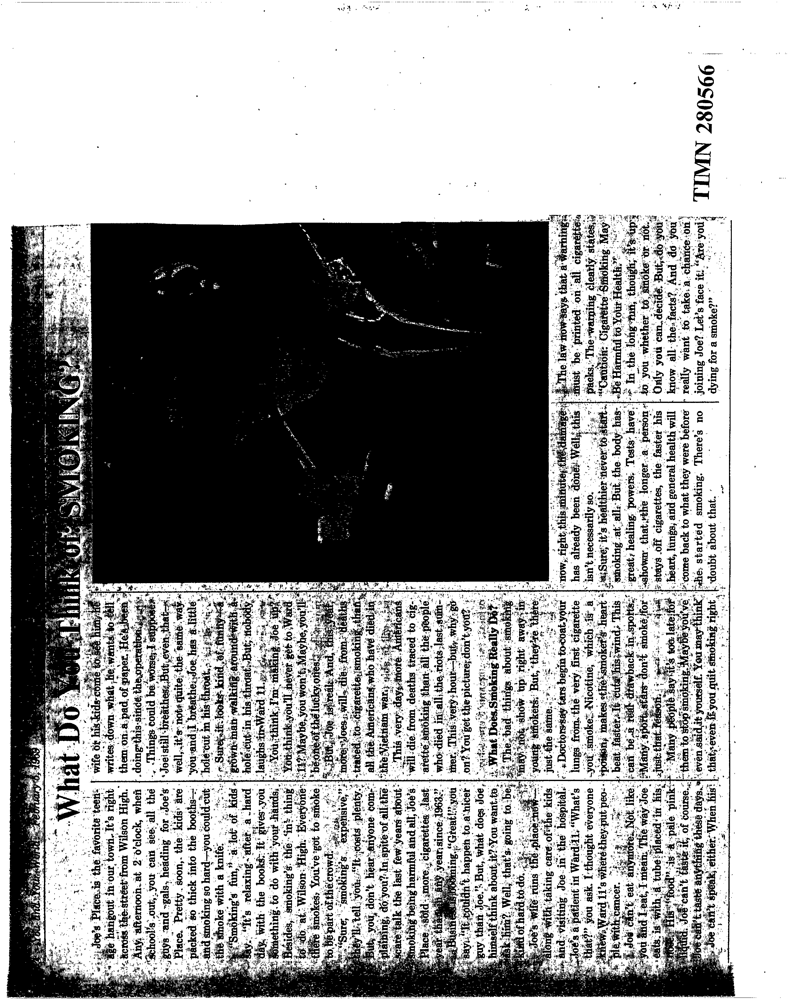 You and Your World February 5, 1969
What Do You Think of SMOKING?
Joe's Place is the favorite teen-
age hangout in our town. It's right
across the street from Wilson High.
Any afternoon at 2 o'clock, when
school's out, you can see all the
guys and gals heading for Joe's
Place. Pretty soon, the kids are
packed so thick into the booths—
and smoking so hard—you could cut
the smoke with a knife.
"Smoking's fun," a lot of kids
say. "It's relaxing after a hard
day with the books. It gives you
something to do with your hands.
Besides, smoking's the 'in' thing
to do at Wilson High. Everyone
there smokes. You've got to smoke
to be part of the crowd.
"Sure, smoking's expensive,"
they'll tell you. "It costs plenty.
But, you don't hear anyone com-
plaining, do you? In spite of all the
scare talk the last few years about
smoking being harmful and all, Joe's
Place sold more cigarettes last
year than in any year since 1963."
Business is booming. "Great!" you
say. "It couldn't happen to a nicer
guy than Joe." But, what does Joe
himself think about it? You want to
ask him? Well, that's going to be
kind of hard to do.
Joe's wife runs the place now—
along with taking care of the kids
and visiting Joe in the hospital.
Joe's a patient in Ward 11. "What's
that?" you ask. I thought everyone
knew. Ward 11's where they put peo-
ple with cancer.
Joe can't eat anymore. Not like
you and I eat, I mean. The way Joe
eats is with a tube placed in his
nose. His "food" is a pale pink
liquid. Joe can't taste it, of course.
Joe can't taste anything these days.
Joe can't speak, either. When his
wife or his kids come to see him, he
writes down what he wants to tell
them on a pad of paper. He's been
doing this since the operation.
Things could be worse, I suppose.
Joe still breathes. But even that—
well, it's not quite the same way
you and I breathe. Joe has a little
hole cut in his throat.
Sure, it looks kind of funny—a
grown man walking around with a
hole cut in his throat. But, nobody
laughs in Ward 11.
You think I'm making Joe up?
You think you'll never get to Ward
11? Maybe you won't. Maybe, you'll
be one of the lucky ones.
But, Joe is real. And, this year,
more "Joes" will die from deaths
traced to cigarette smoking than
all the Americans who have died in
the Vietnam war.
This very day, more Americans
will die from deaths traced to cig-
arette smoking than all the people
who died in all the riots last sum-
mer. This very hour—but, why go
on? You get the picture, don't you?
What Does Smoking Really Do?
The bad things about smoking
may not show up right away in
young smokers. But, they're there
just the same.
Doctors say tars begin to coat your
lungs from the very first cigarette
you smoke. Nicotine, which is a
poison, makes the smoker's heart
beat faster. It cuts his wind. This
can be a real drawback in sports.
Many sports stars don't smoke for
just this reason.
Many people say it's too late for
them to stop smoking. Maybe you've
even said it yourself. You may think
that even if you quit smoking right
now, right this minute, the damage
has already been done. Well, this
isn't necessarily so.
Sure, it's healthier never to start
smoking at all. But the body has
great healing powers. Tests have
shown that the longer a person
stays off cigarettes, the faster his
heart, lungs, and general health will
come back to what they were before
he started smoking. There's no
doubt about that.
The law now says that a warning
must be printed on all cigarette
packs. The warning clearly states,
"Caution: Cigarette Smoking May
Be Harmful to Your Health."
In the long run, though, it's up
to you whether to smoke or not.
Only you can decide. But, do you
know all the facts? And do you
really want to take a chance on
joining Joe? Let's face it: "Are you
dying for a smoke?"
TIMN 280566